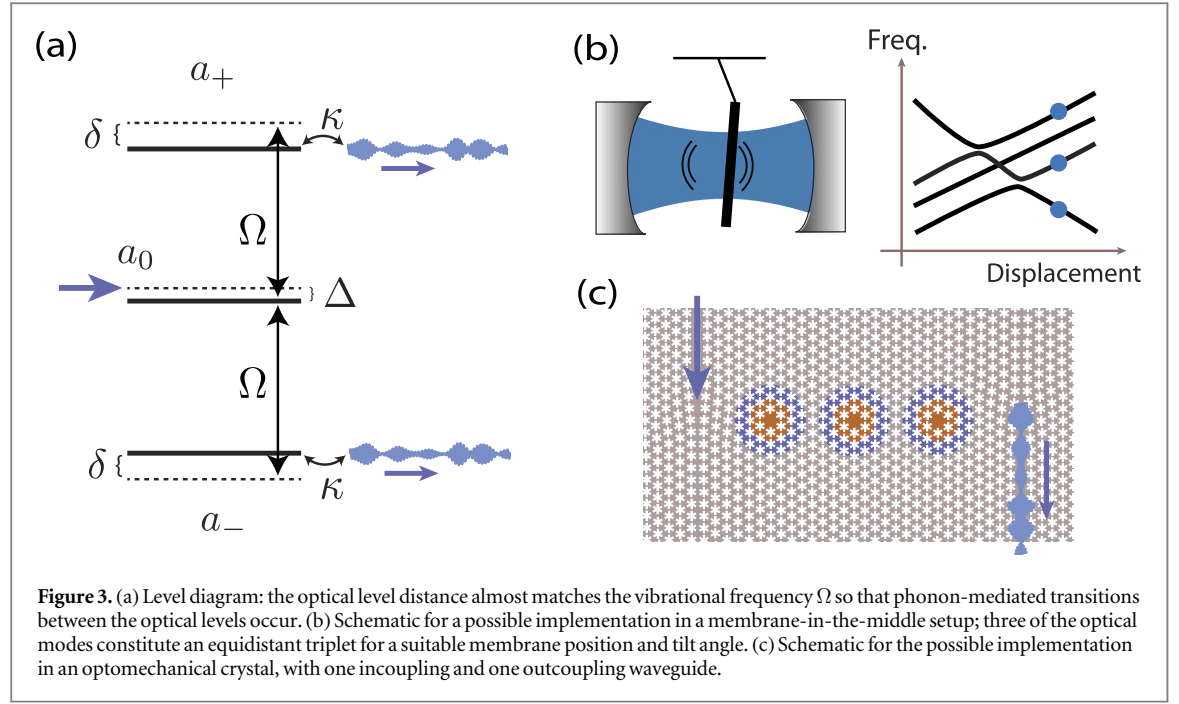 (a)
a₊
δ
κ
Ω
a₀
Δ
Ω
δ
κ
a₋
(b)
Freq.
Displacement
(c)
Figure 3. (a) Level diagram: the optical level distance almost matches the vibrational frequency Ω so that phonon-mediated transitions
between the optical levels occur. (b) Schematic for a possible implementation in a membrane-in-the-middle setup; three of the optical
modes constitute an equidistant triplet for a suitable membrane position and tilt angle. (c) Schematic for the possible implementation
in an optomechanical crystal, with one incoupling and one outcoupling waveguide.